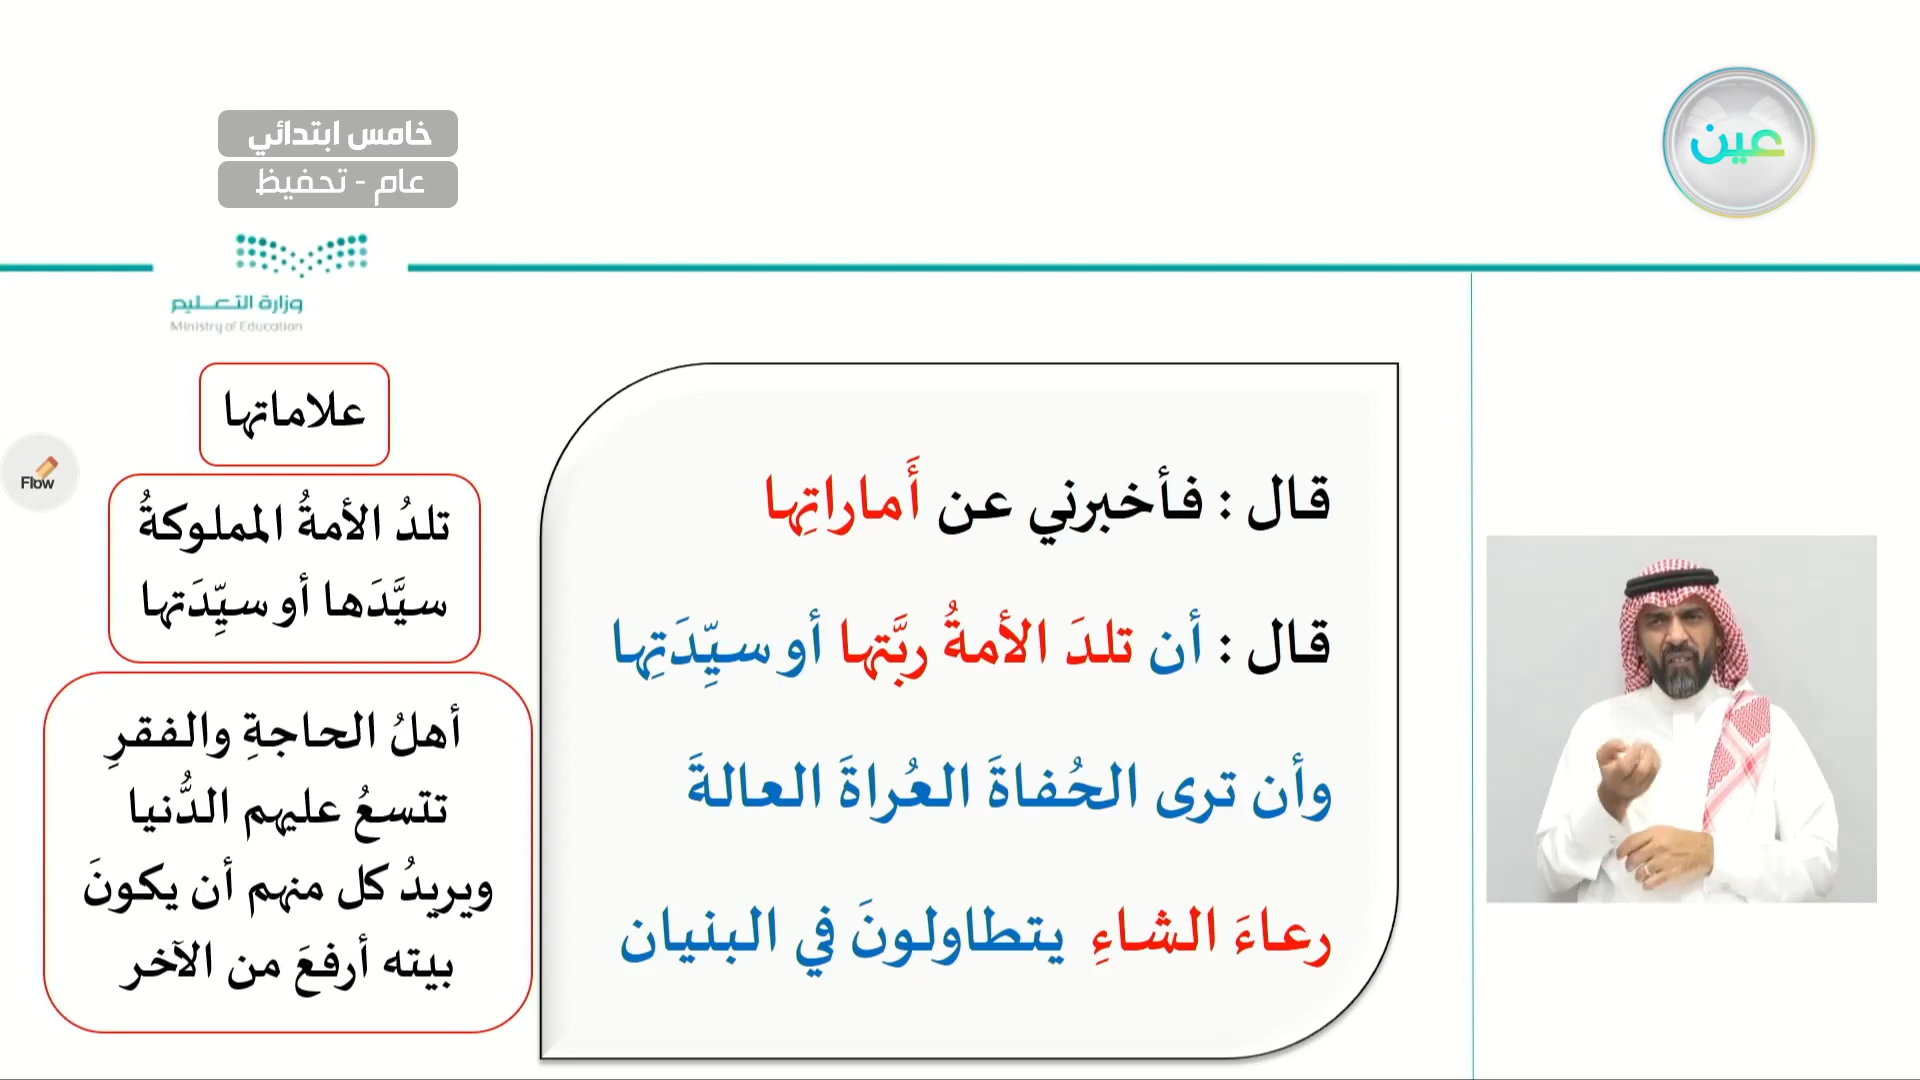 عين
خامس ابتدائي
عام - تحفيظ
وزارة التعليم
Ministry of Education
قال : فأخبرني عن أَماراتِها
قال : أن تلدَ الأمةُ ربَّتها أو سيِّدَتِها
وأن ترى الحُفاةَ العُراةَ العالةَ
رعاءَ الشاءِ يتطاولونَ في البنيان
علاماتها
تلدُ الأمةُ المملوكةُ
سيَّدَها أو سيِّدَتها
أهلُ الحاجةِ والفقرِ
تتسعُ عليهم الدُّنيا
ويريدُ كل منهم أن يكونَ
بيته أرفعَ من الآخر
Flow